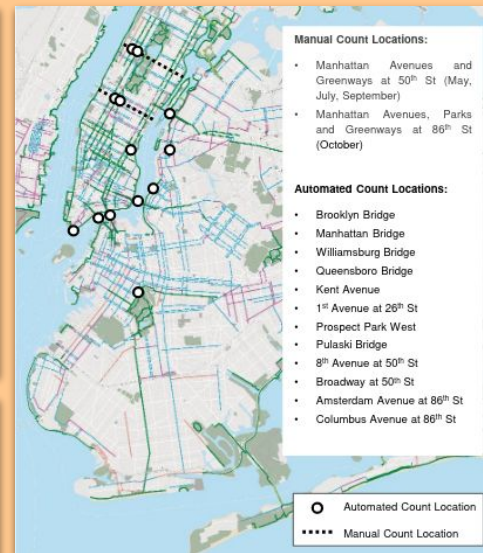 Manual Count Locations:
• Manhattan Avenues and
Greenways at 50th St (May,
July, September)
• Manhattan Avenues, Parks
and Greenways at 86th St
(October)
Automated Count Locations:
• Brooklyn Bridge
• Manhattan Bridge
• Williamsburg Bridge
• Queensboro Bridge
• Kent Avenue
• 1st Avenue at 26th St
• Prospect Park West
• Pulaski Bridge
• 8th Avenue at 50th St
• Broadway at 50th St
• Amsterdam Avenue at 86th St
• Columbus Avenue at 86th St
Automated Count Location
Manual Count Location